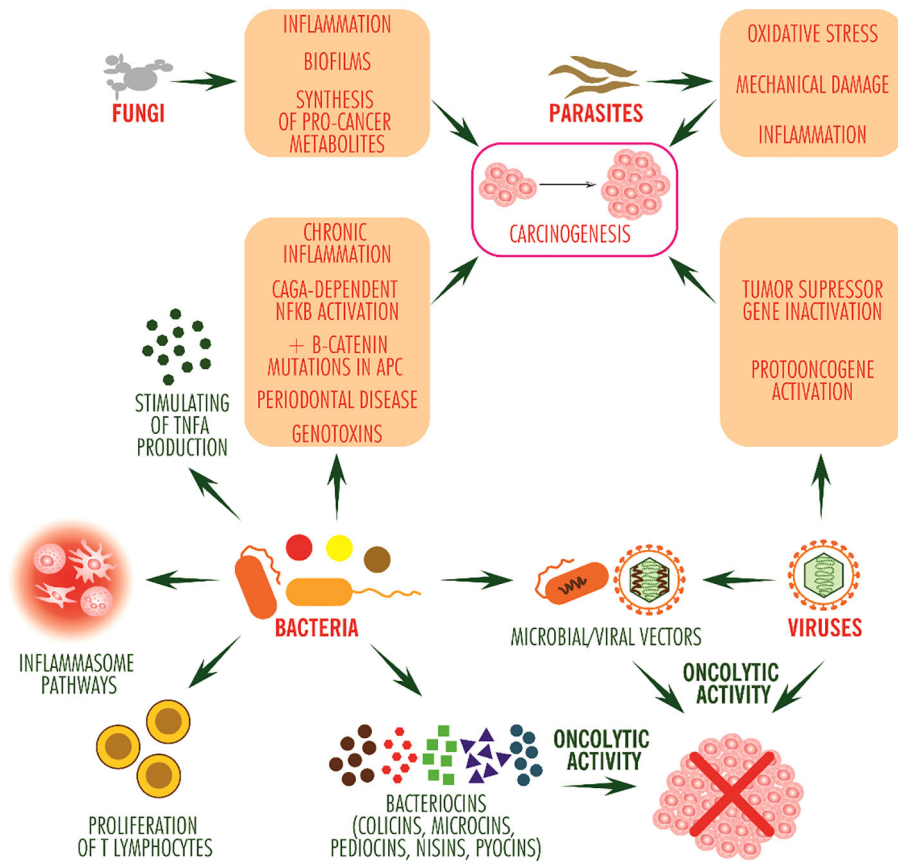 INFLAMMATION
BIOFILMS
SYNTHESIS
OF PRO-CANCER
METABOLITES
FUNGI
OXIDATIVE STRESS
MECHANICAL DAMAGE
INFLAMMATION
PARASITES
CARCINOGENESIS
CHRONIC
INFLAMMATION
CAGA-DEPENDENT
NFKB ACTIVATION
+ B-CATENIN
MUTATIONS IN APC
PERIODONTAL DISEASE
GENOTOXINS
TUMOR SUPRESSOR
GENE INACTIVATION
PROTOONCOGENE
ACTIVATION
STIMULATING
OF TNFA
PRODUCTION
BACTERIA
MICROBIAL/VIRAL VECTORS
VIRUSES
INFLAMMASOME
PATHWAYS
ONCOLYTIC
ACTIVITY
ONCOLYTIC
ACTIVITY
PROLIFERATION
OF T LYMPHOCYTES
BACTERIOCINS
(COLICINS, MICROCINS,
PEDIOCINS, NISINS, PYOCINS)